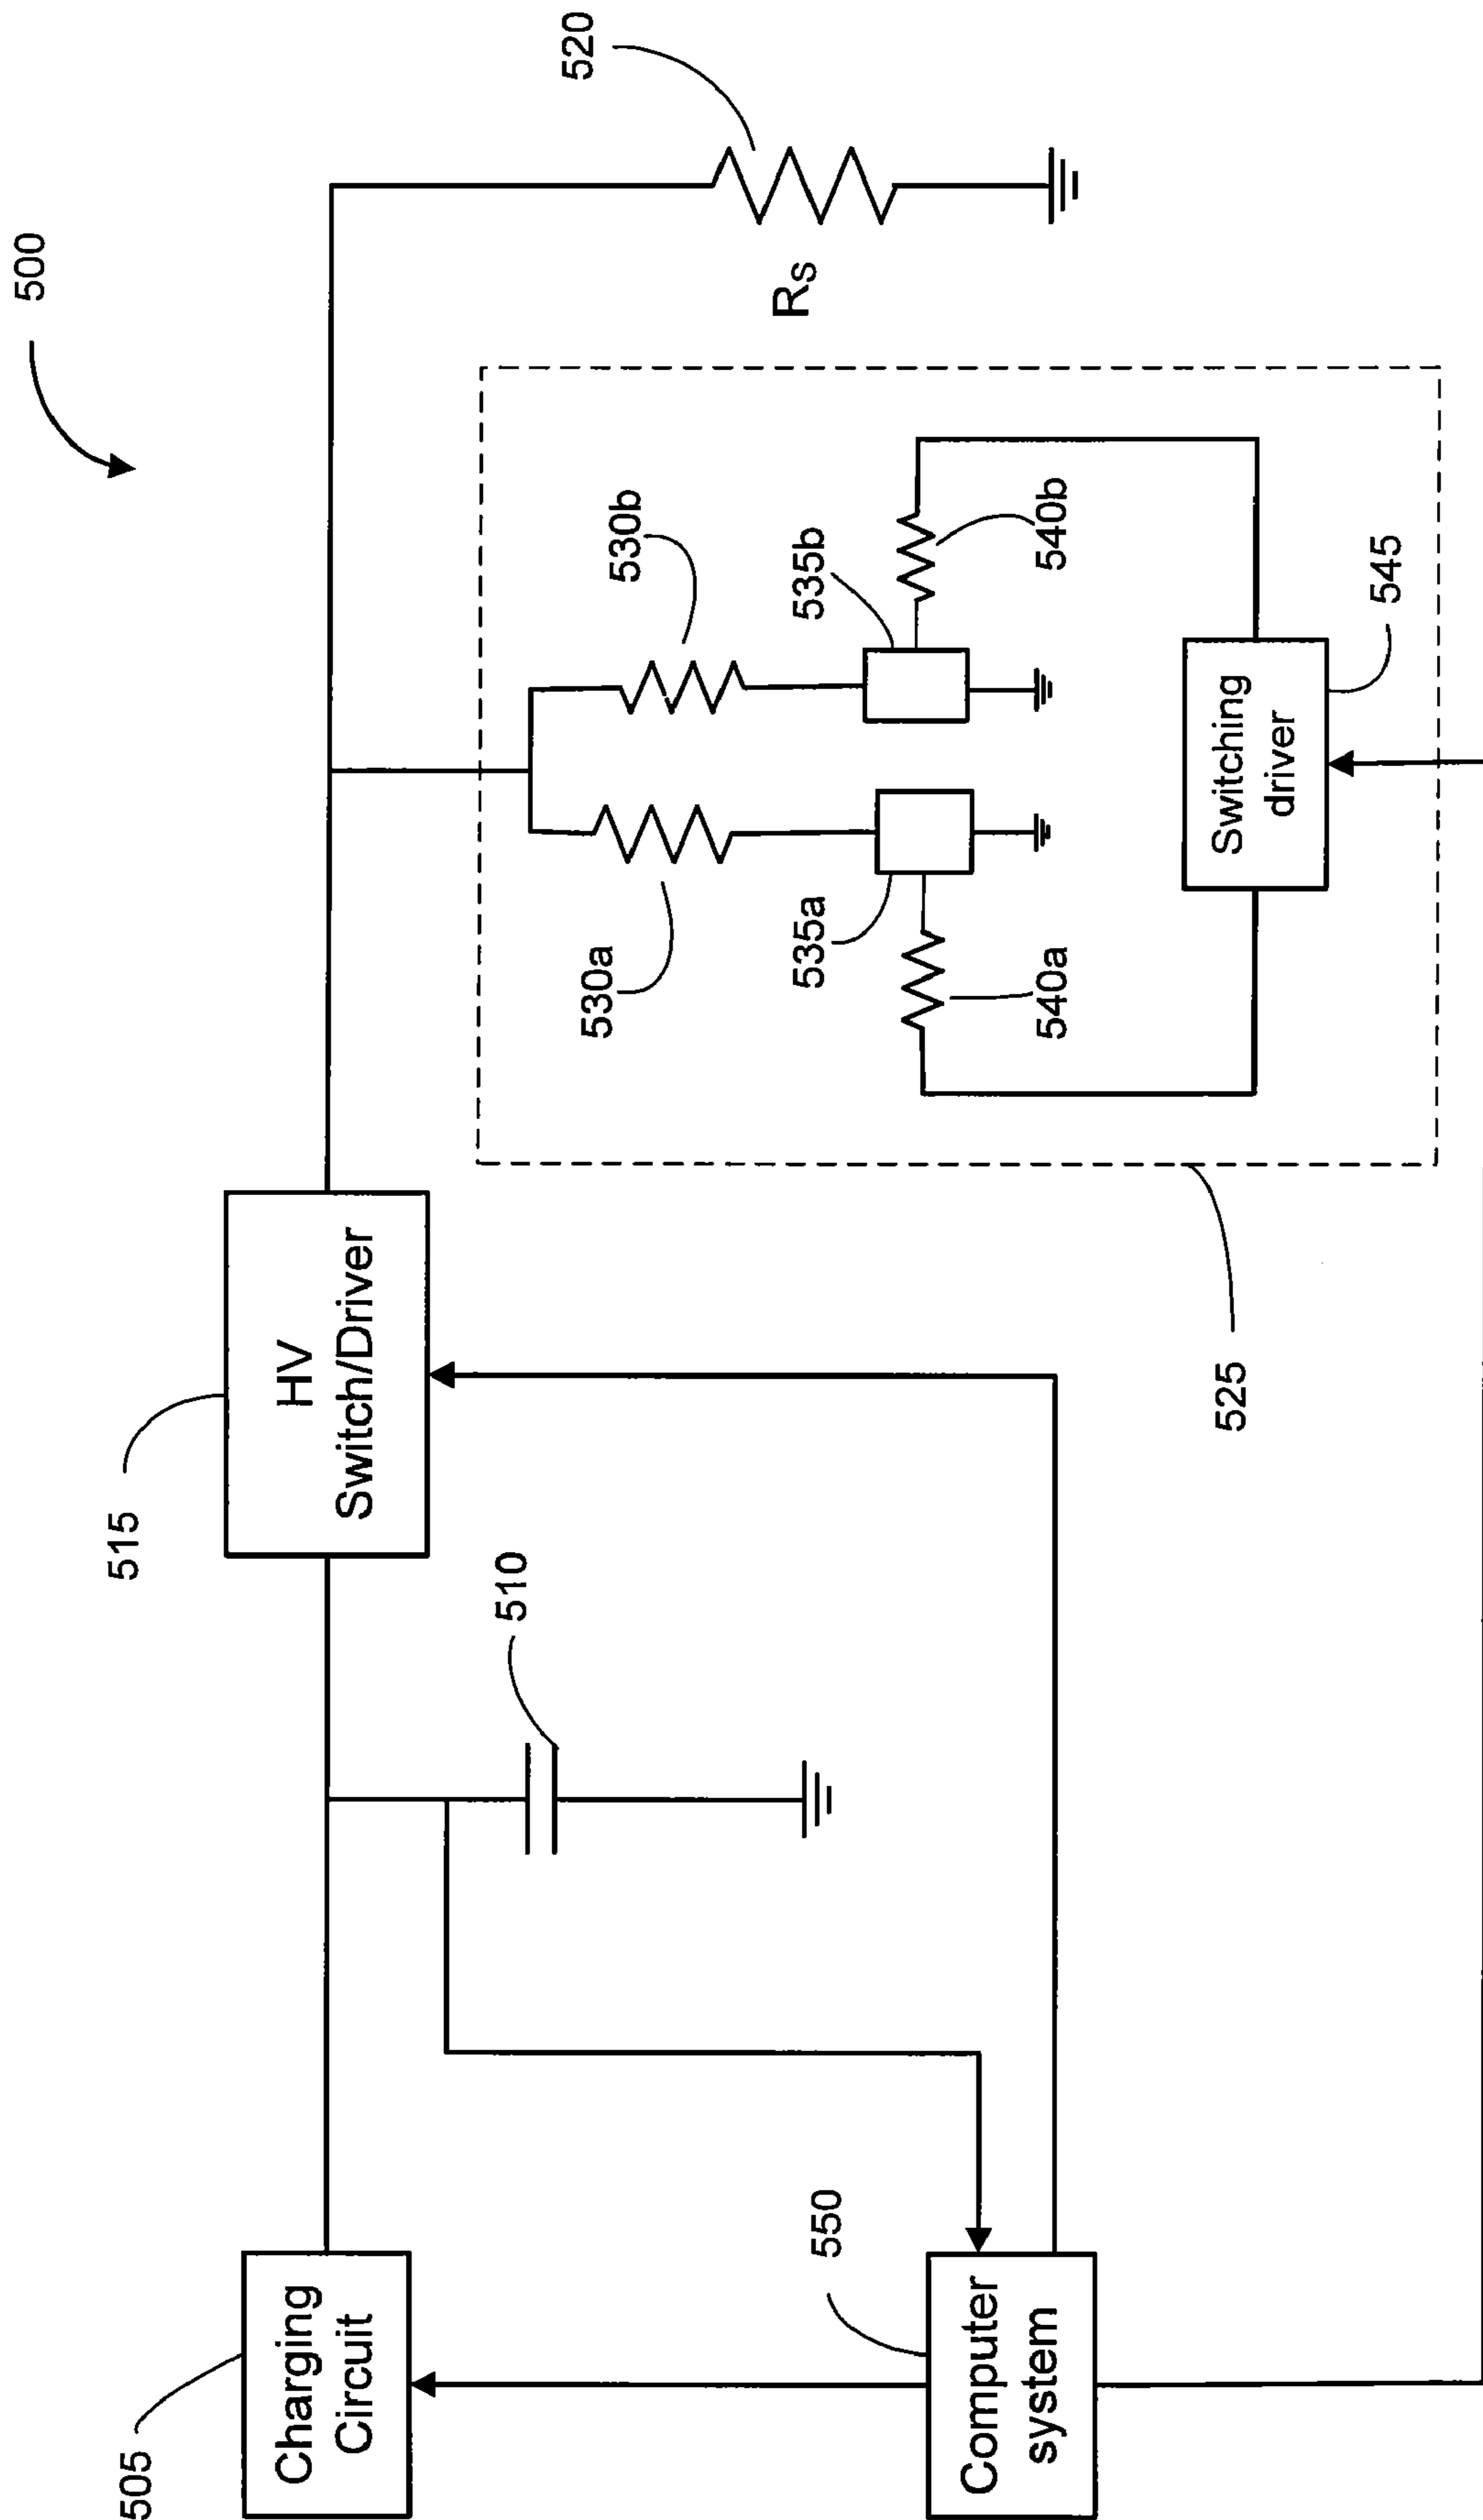 500
505
Charging
Circuit
510
515
HV
Switch/Driver
520
Rs
530a
530b
535a
535b
540a
540b
Switching
driver
545
525
550
Computer
system